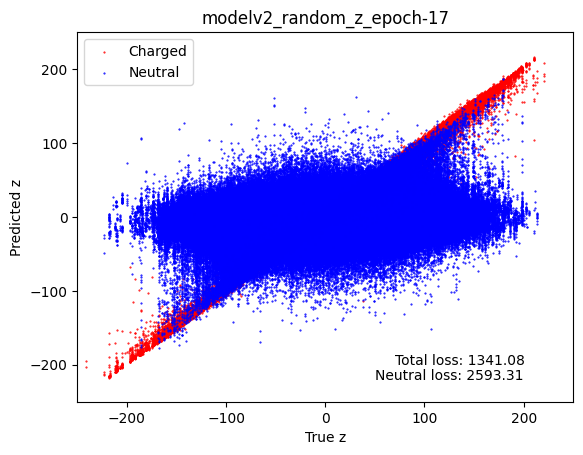 modelv2_random_z_epoch-17
Charged
Neutral
200
100
0
−100
−200
Predicted z
Total loss: 1341.08
Neutral loss: 2593.31
−200
−100
0
100
200
True z